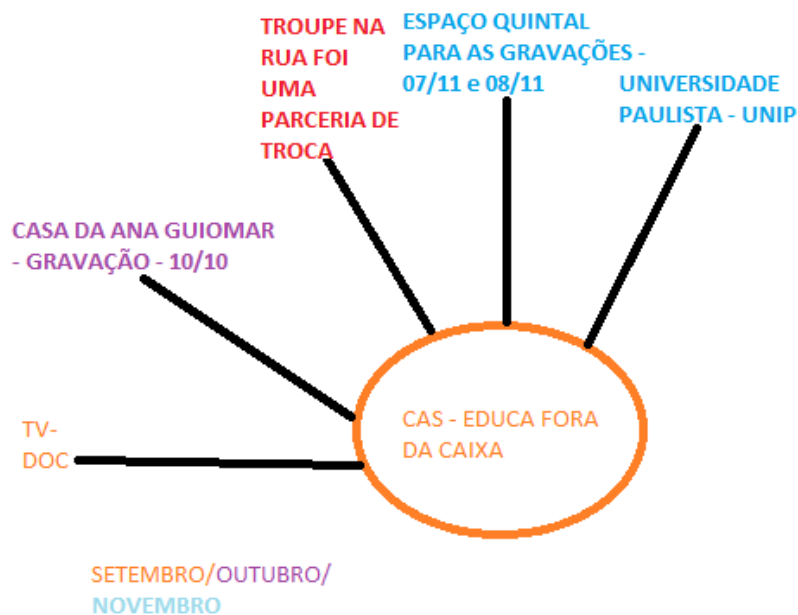 TROUPE NA
RUA FOI
UMA
PARCERIA DE
TROCA
ESPAÇO QUINTAL
PARA AS GRAVAÇÕES -
07/11 e 08/11
UNIVERSIDADE
PAULISTA - UNIP
CASA DA ANA GUIOMAR
- GRAVAÇÃO - 10/10
CAS - EDUCA FORA
DA CAIXA
TV-
DOC
SETEMBRO/OUTUBRO/
NOVEMBRO